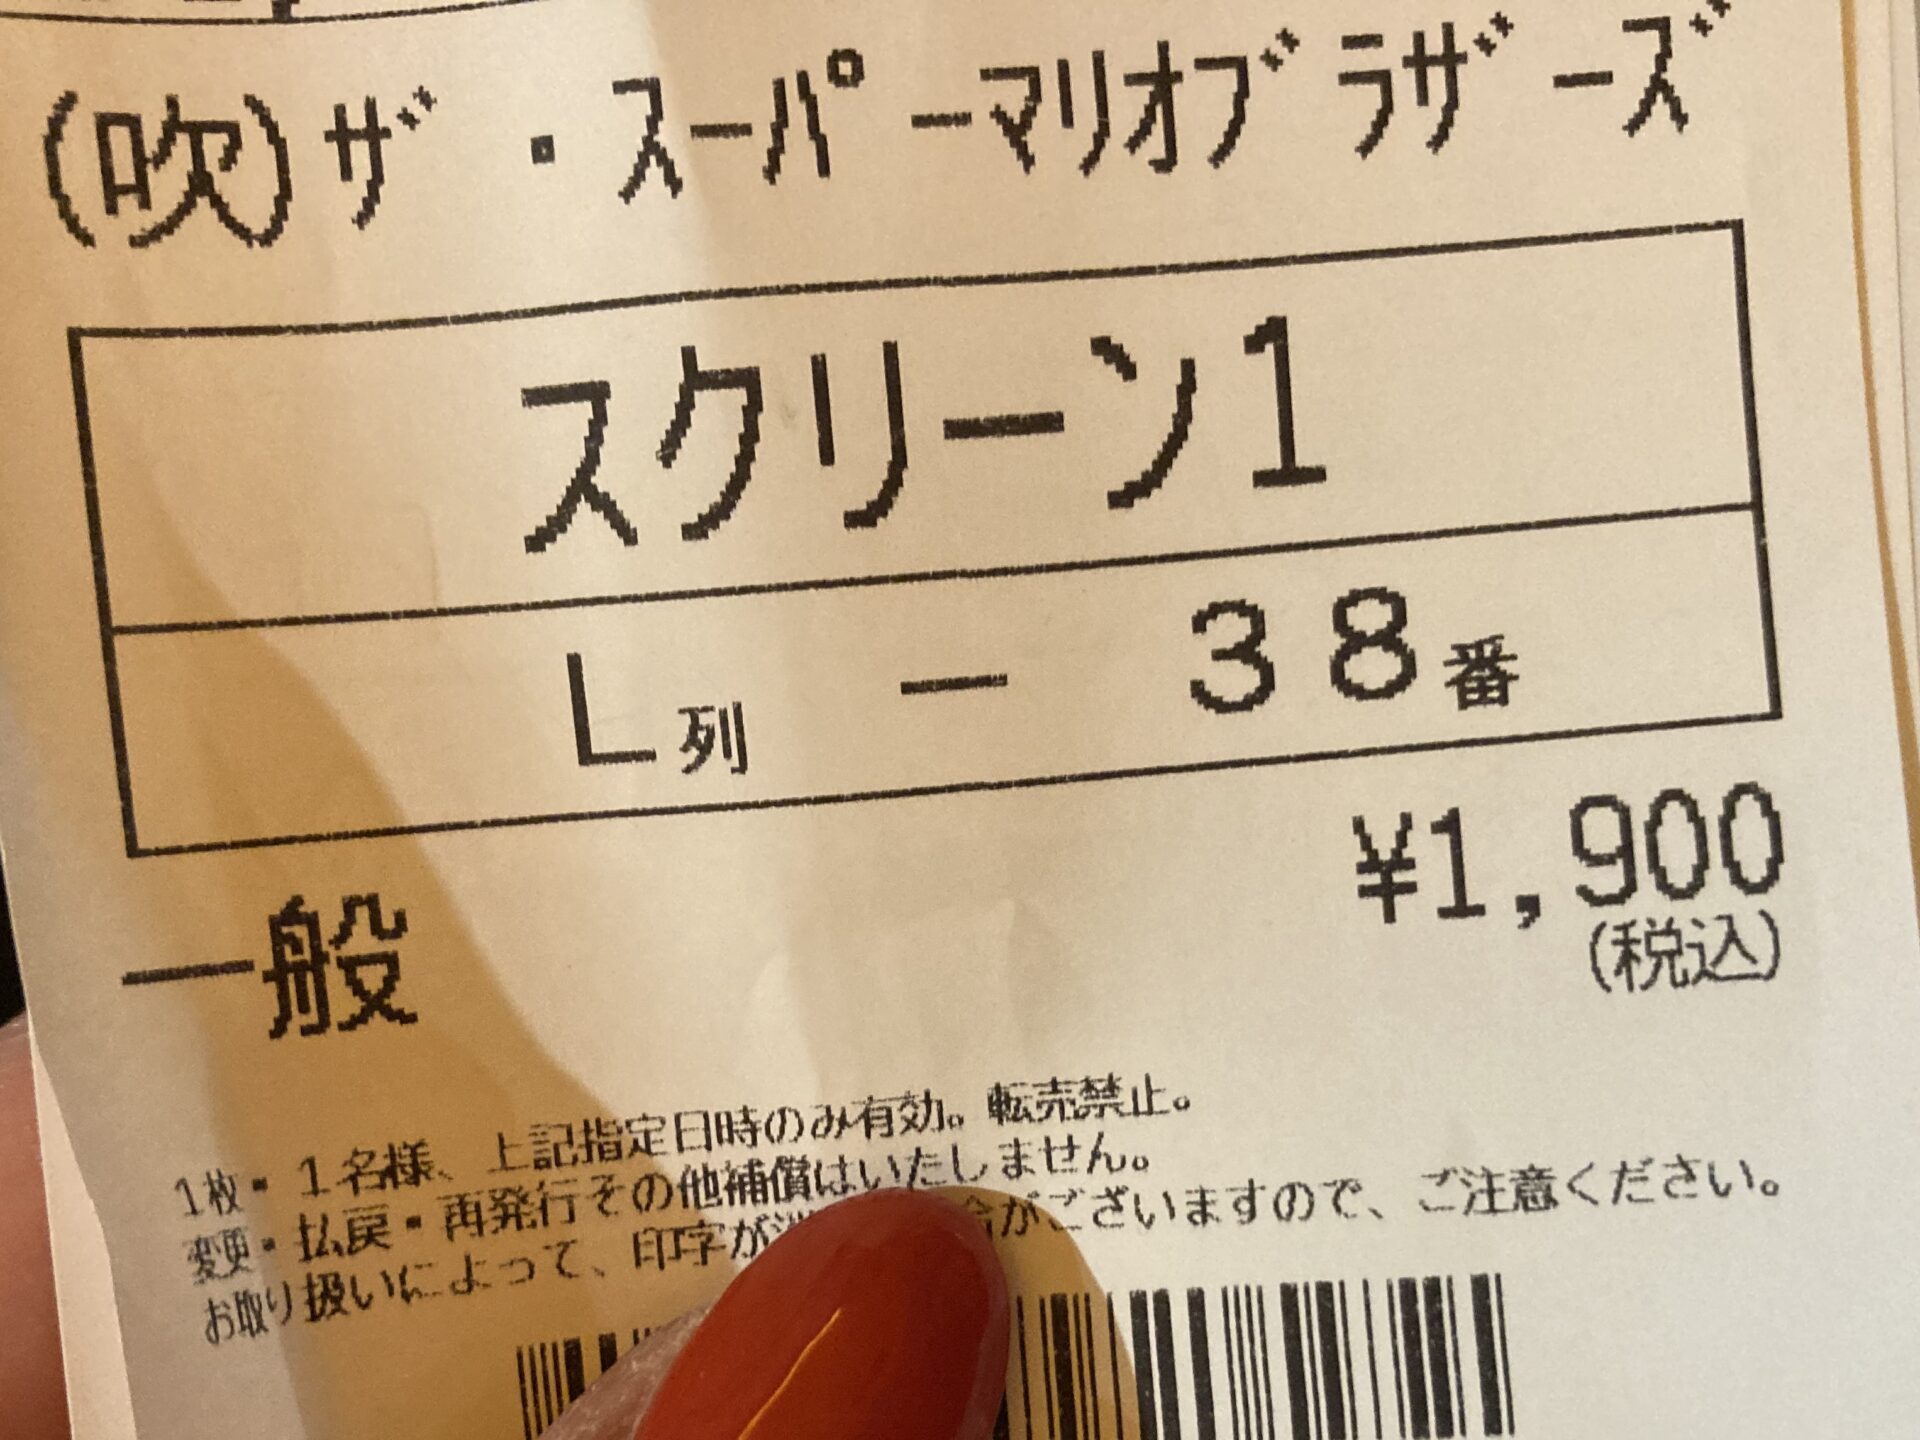 (吹)ｻﾞ・ｽｰﾊﾟｰﾏﾘｵﾌﾞﾗｻﾞｰｽﾞ
スクリーン1
L列 － 38番
¥1,900
一般
(税込)
1枚・1名様、上記指定日時のみ有効。転売禁止。
変更・払戻・再発行その他補償はいたしません。
お取り扱いによって、印字が がございますので、ご注意ください。